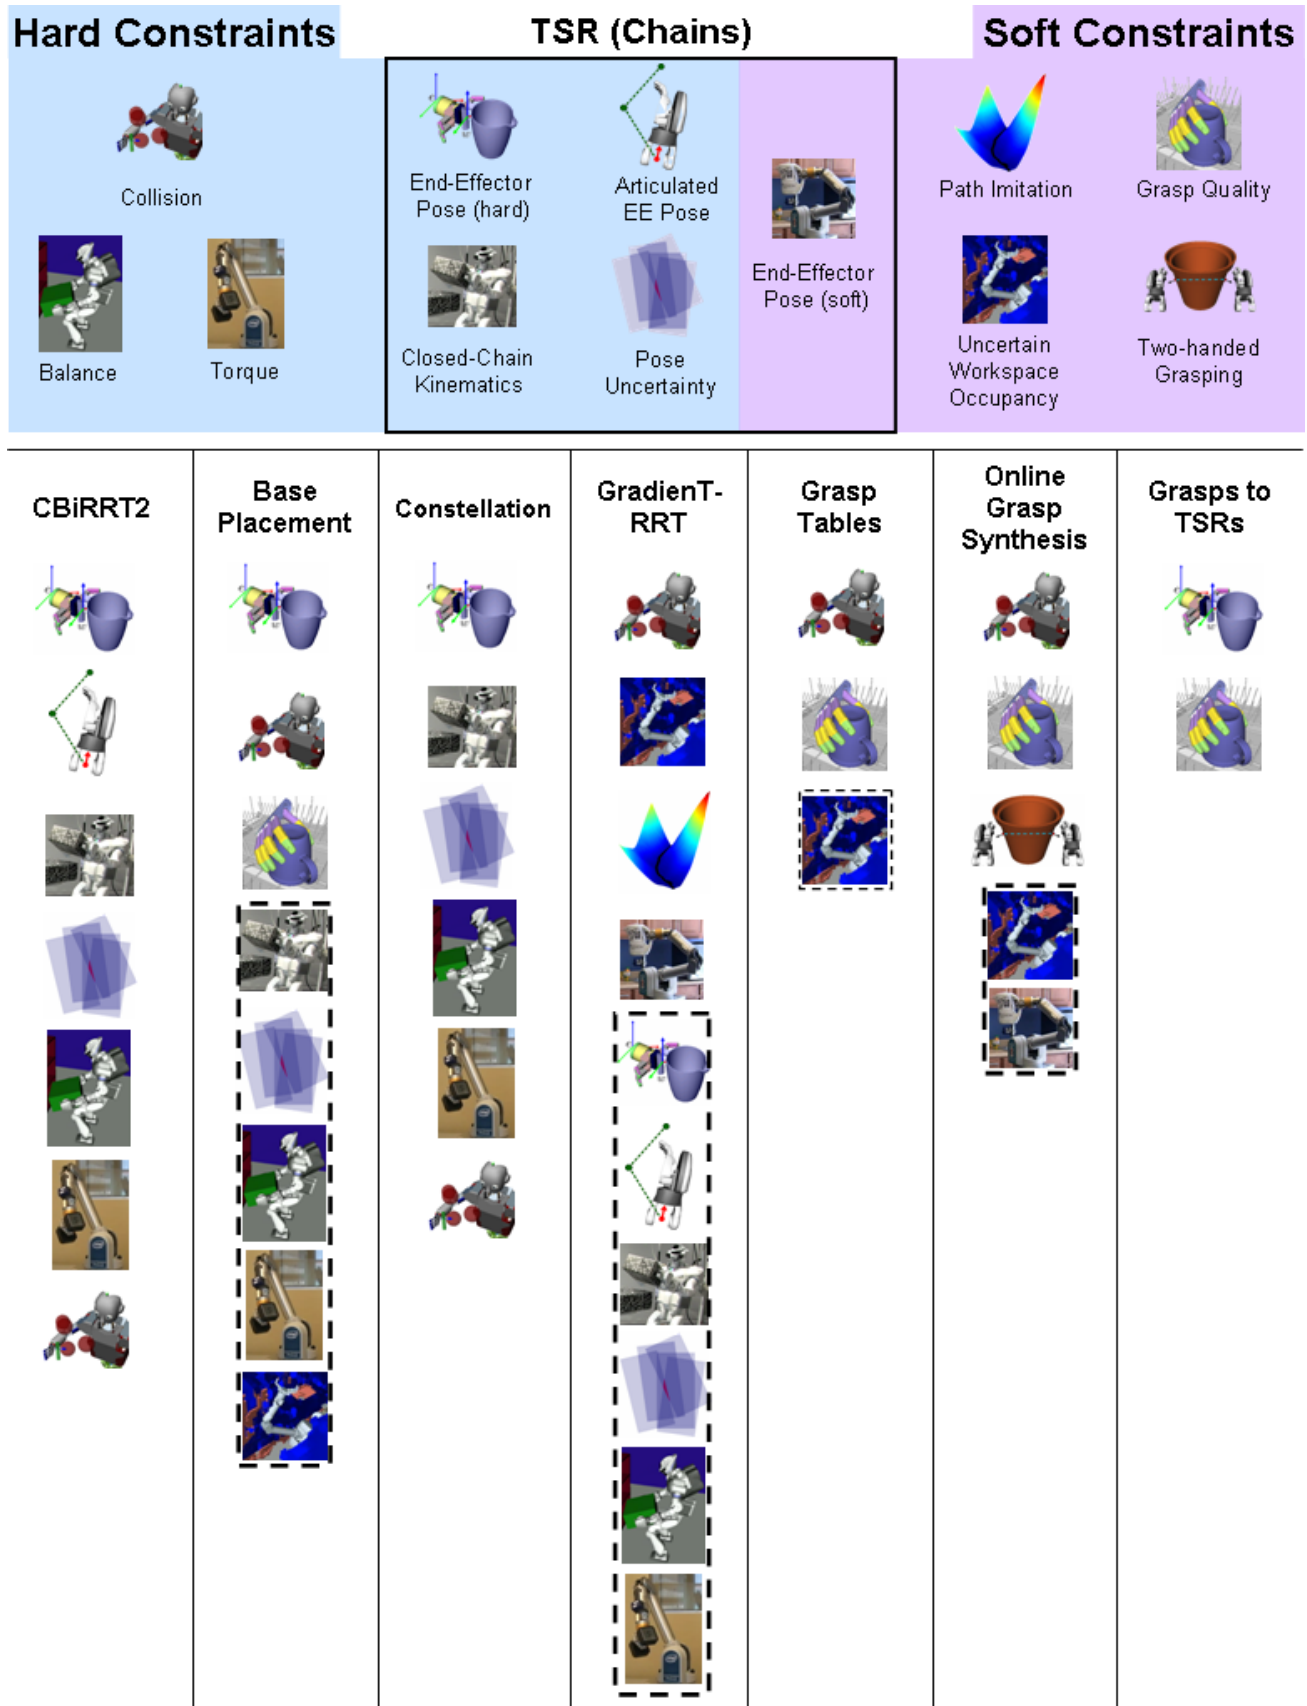 Hard Constraints
TSR (Chains)
Soft Constraints
Collision
Balance
Torque
End-Effector
Pose (hard)
Articulated
EE Pose
Closed-Chain
Kinematics
Pose
Uncertainty
End-Effector
Pose (soft)
Path Imitation
Grasp Quality
Uncertain
Workspace
Occupancy
Two-handed
Grasping
CBiRRT2
Base
Placement
Constellation
GradienT-
RRT
Grasp
Tables
Online
Grasp
Synthesis
Grasps to
TSRs